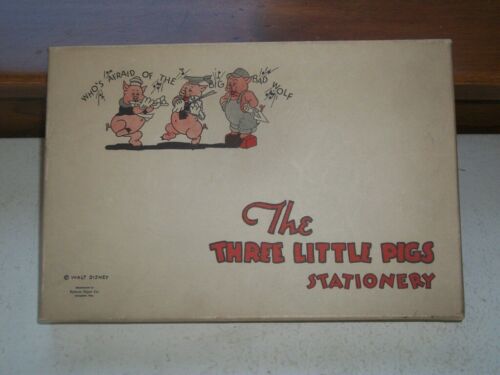 WHO'S AFRAID OF THE BIG BAD WOLF
The
THREE LITTLE PIGS
STATIONERY
© WALT DISNEY